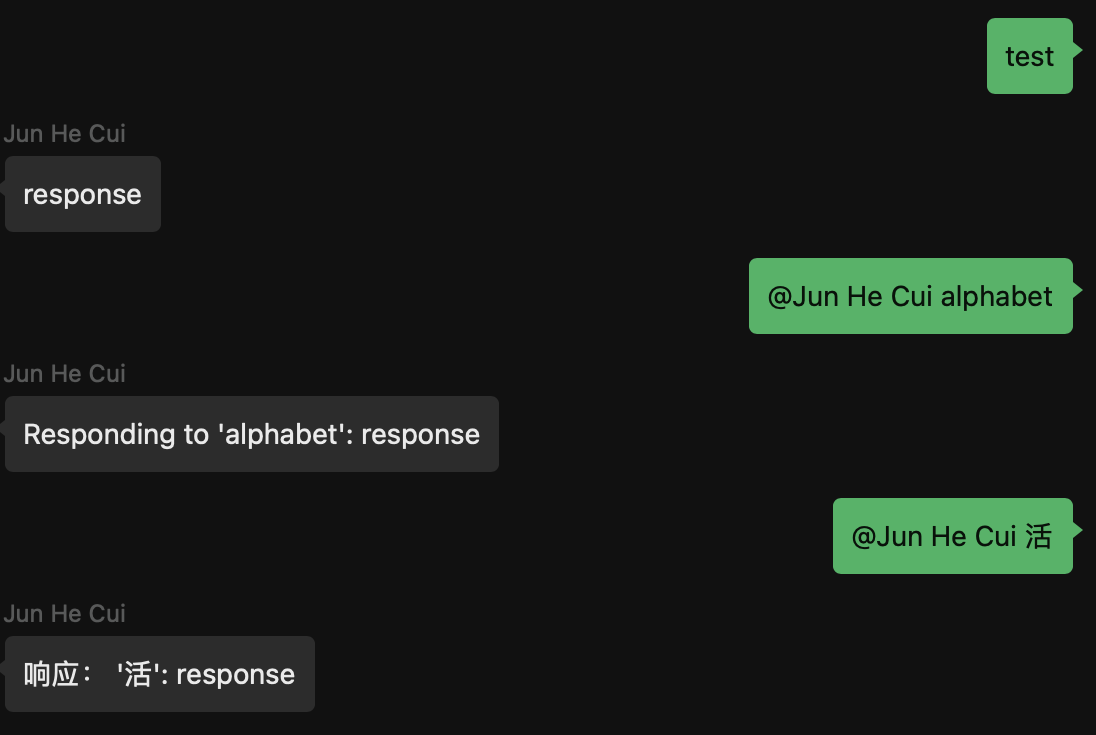 test
Jun He Cui
response
@Jun He Cui alphabet
Jun He Cui
Responding to 'alphabet': response
@Jun He Cui 活
Jun He Cui
响应： '活': response